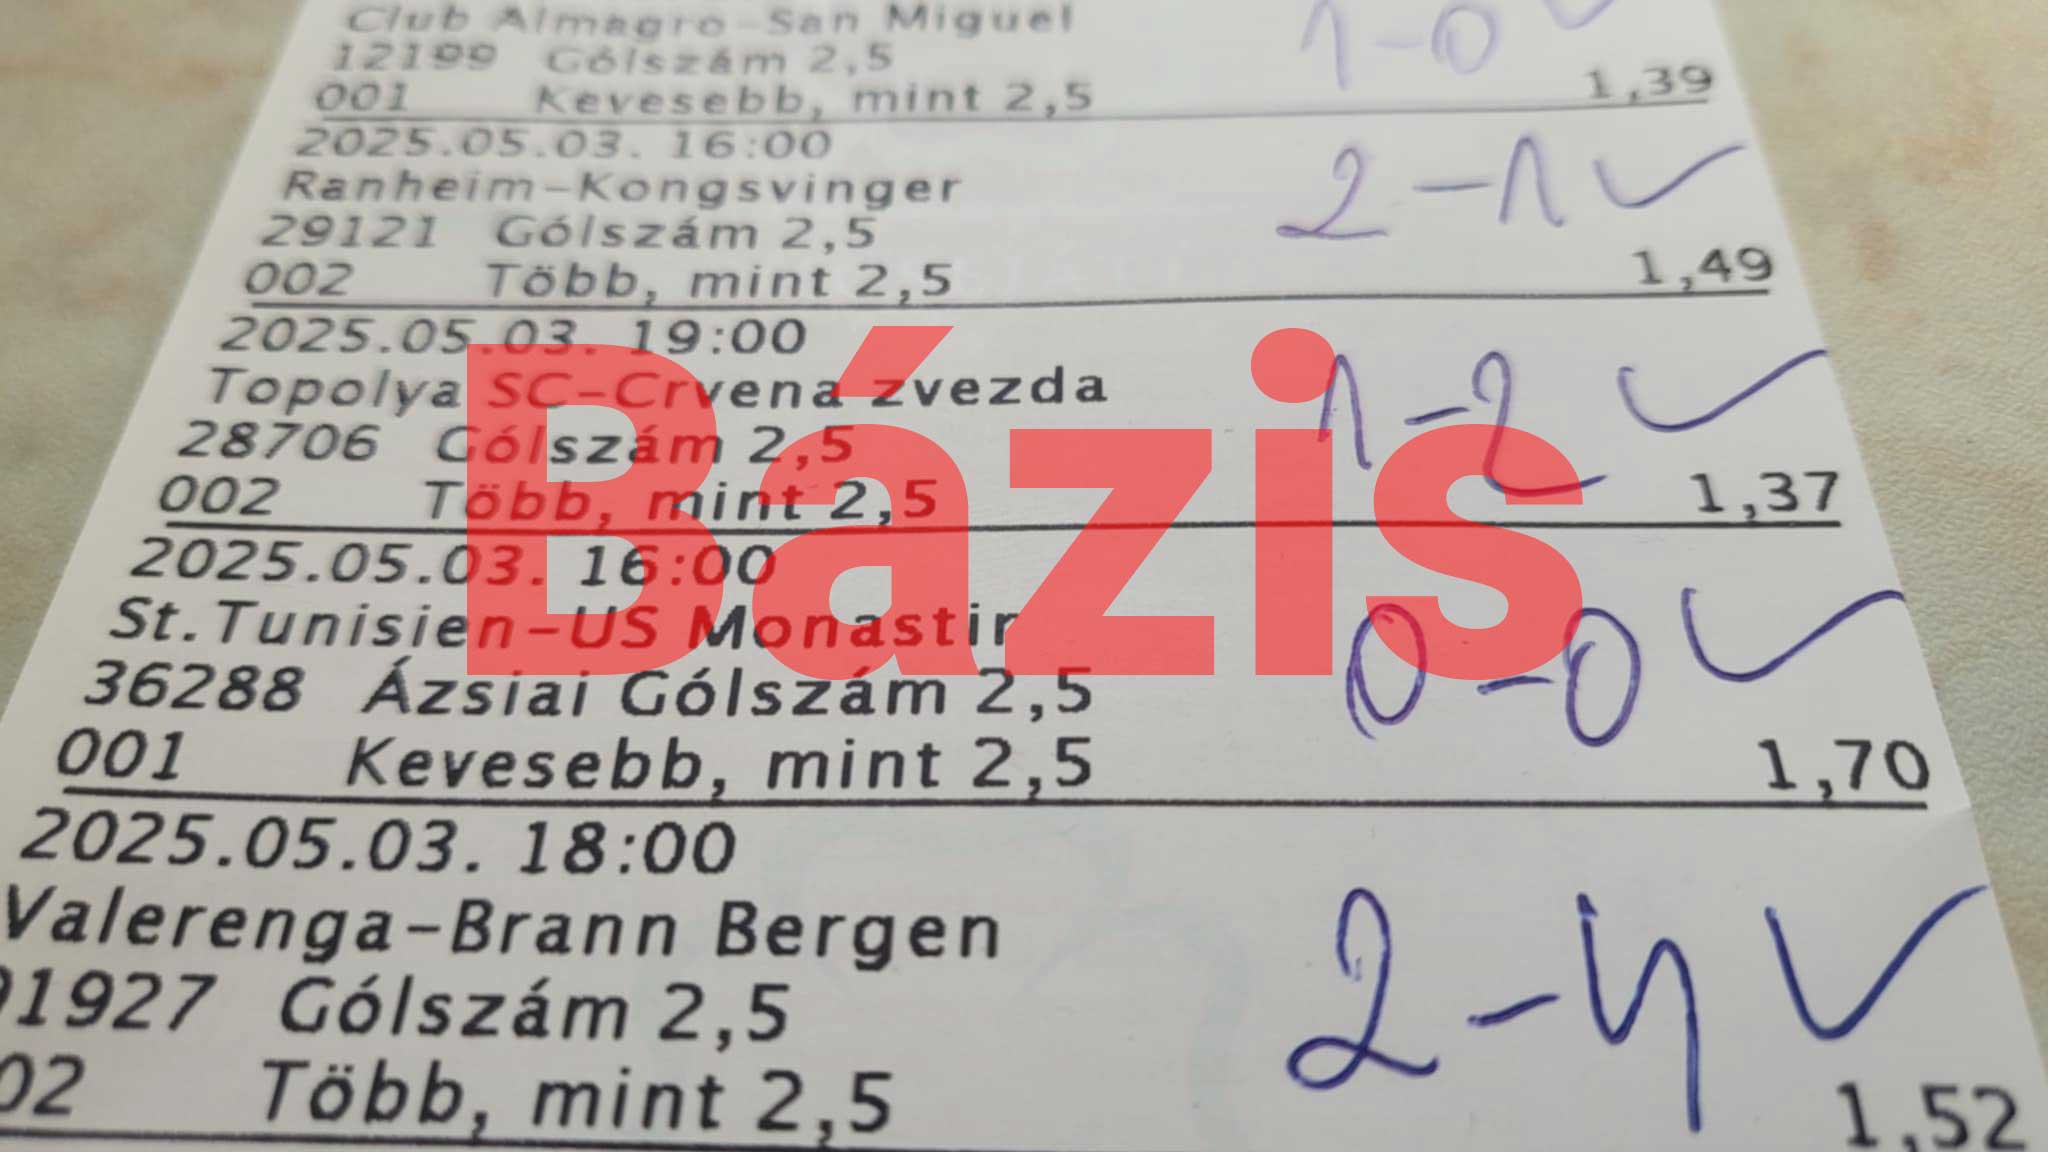 Club Almagro-San Miguel
1-0 ✓
12199 Gólszám 2,5
001 Kevesebb, mint 2,5 1,39
2025.05.03. 16:00
Ranheim-Kongsvinger
2-1 ✓
29121 Gólszám 2,5
002 Több, mint 2,5 1,49
2025.05.03. 19:00
Topolya SC-Crvena zvezda
1-2 ✓
28706 Gólszám 2,5
002 Több, mint 2,5 1,37
Bázis
2025.05.03. 16:00
St.Tunisien-US Monastir
0-0 ✓
36288 Ázsiai Gólszám 2,5
001 Kevesebb, mint 2,5 1,70
2025.05.03. 18:00
Valerenga-Brann Bergen
2-4 ✓
1927 Gólszám 2,5
02 Több, mint 2,5 1,52